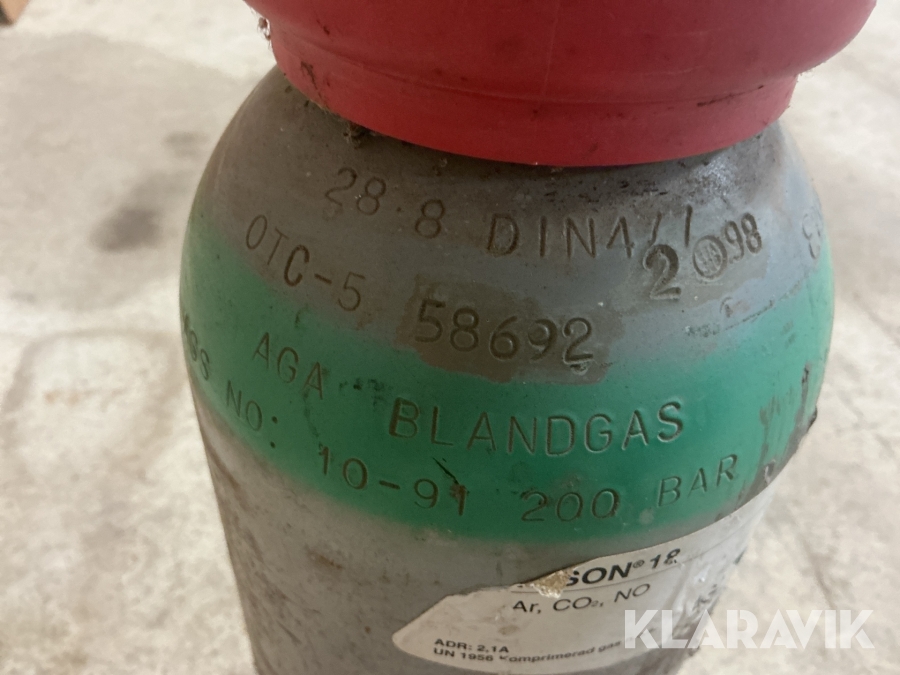 28.8 DIN4//
2 98
OTC-5 58692
AGA BLANDGAS
NO: 10-91 200 BAR
SON® 18
Ar, CO₂, NO
ADR: 2,1A
UN 1956 Komprimerad gas
KLARAVIK